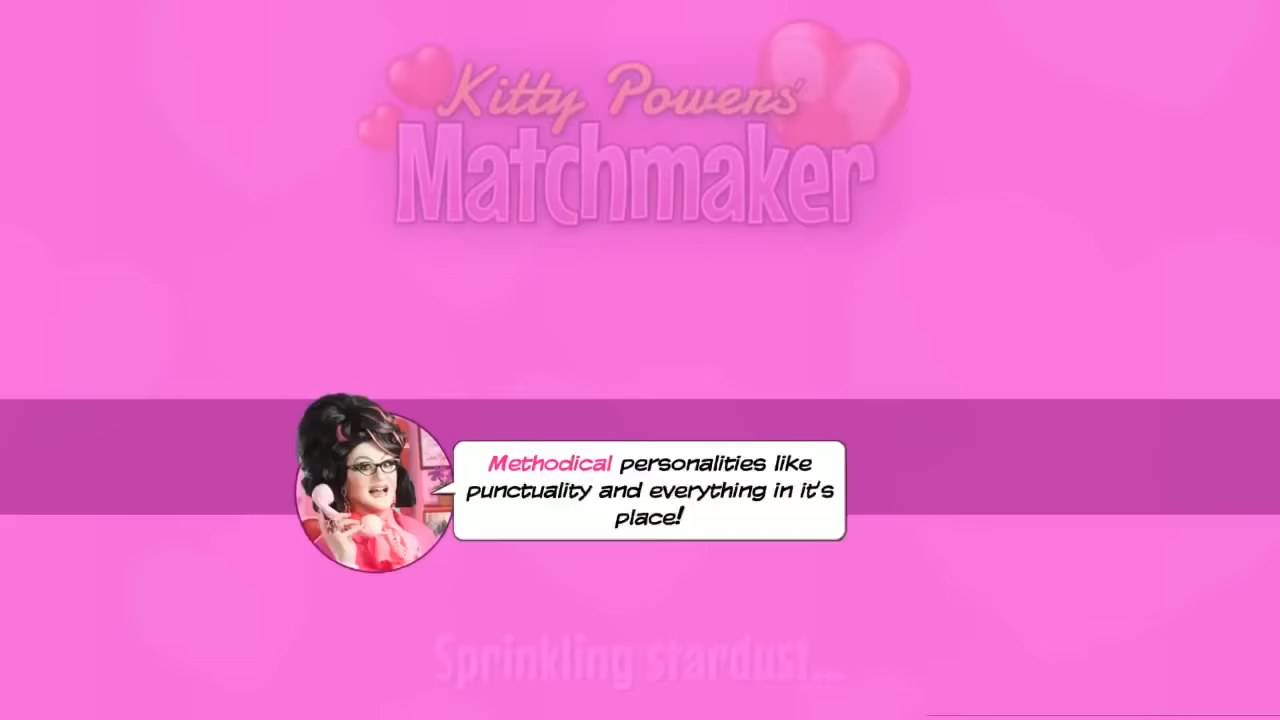 Kitty Powers'
Matchmaker
Methodical personalities like
punctuality and everything in it's
place!
Sprinkling stardust...